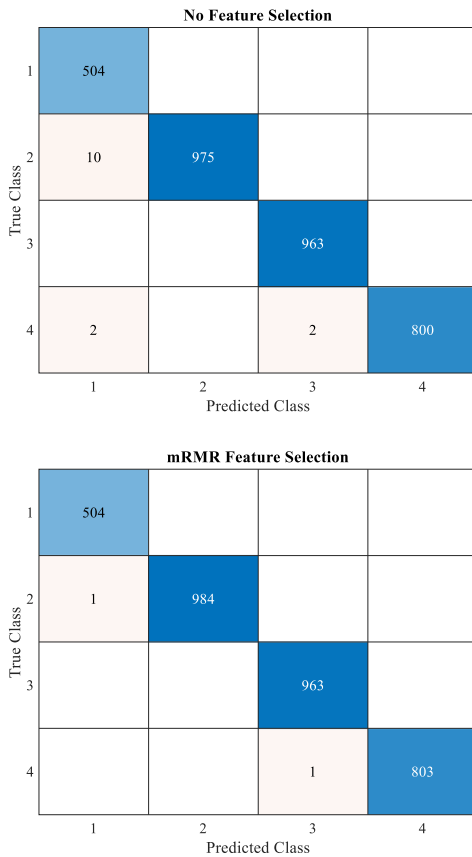 No Feature Selection
1 504
2 10 975
3 963
4 2 2 800
True Class
1 2 3 4
Predicted Class
mRMR Feature Selection
1 504
2 1 984
3 963
4 1 803
True Class
1 2 3 4
Predicted Class